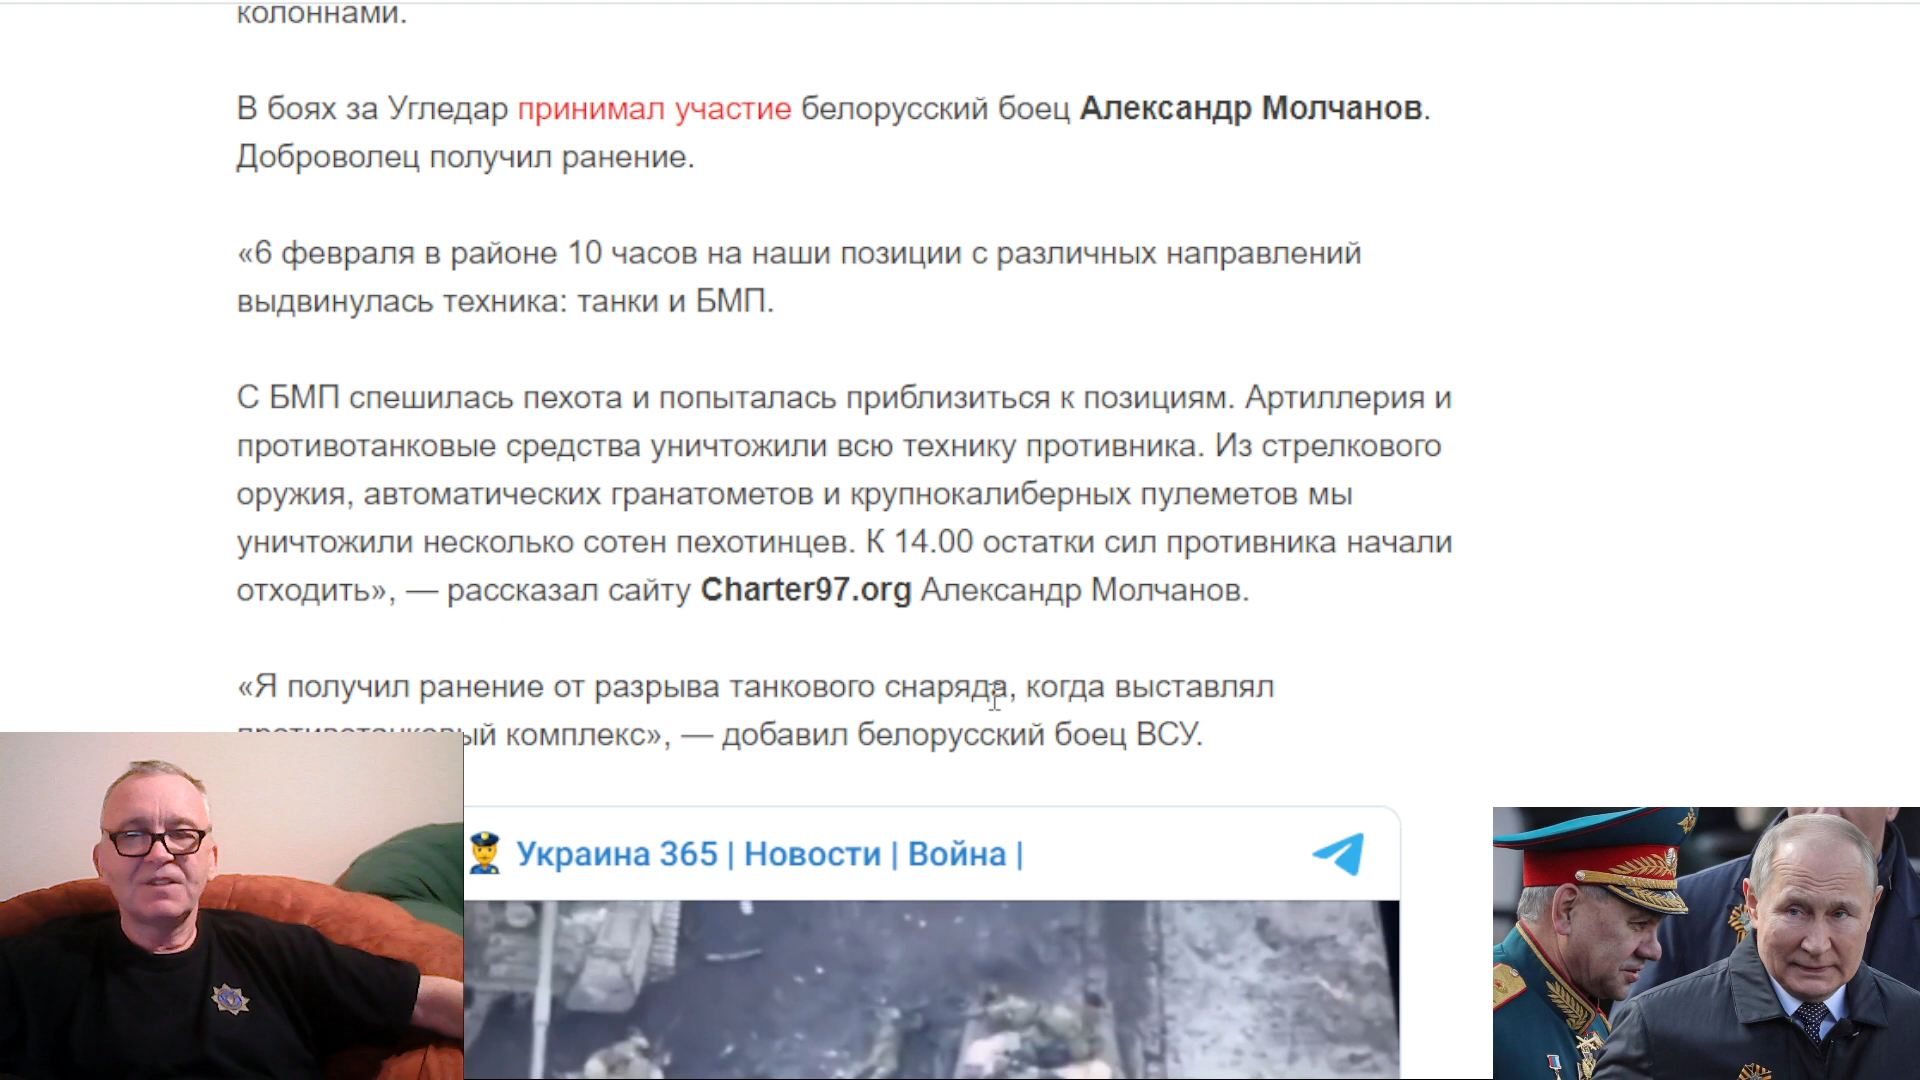 колоннами.
В боях за Угледар принимал участие белорусский боец Александр Молчанов.
Доброволец получил ранение.
«6 февраля в районе 10 часов на наши позиции с различных направлений
выдвинулась техника: танки и БМП.
С БМП спешилась пехота и попыталась приблизиться к позициям. Артиллерия и
противотанковые средства уничтожили всю технику противника. Из стрелкового
оружия, автоматических гранатометов и крупнокалиберных пулеметов мы
уничтожили несколько сотен пехотинцев. К 14.00 остатки сил противника начали
отходить», — рассказал сайту Charter97.org Александр Молчанов.
«Я получил ранение от разрыва танкового снаряда, когда выставлял
противотанковый комплекс», — добавил белорусский боец ВСУ.
Украина 365 | Новости | Война |